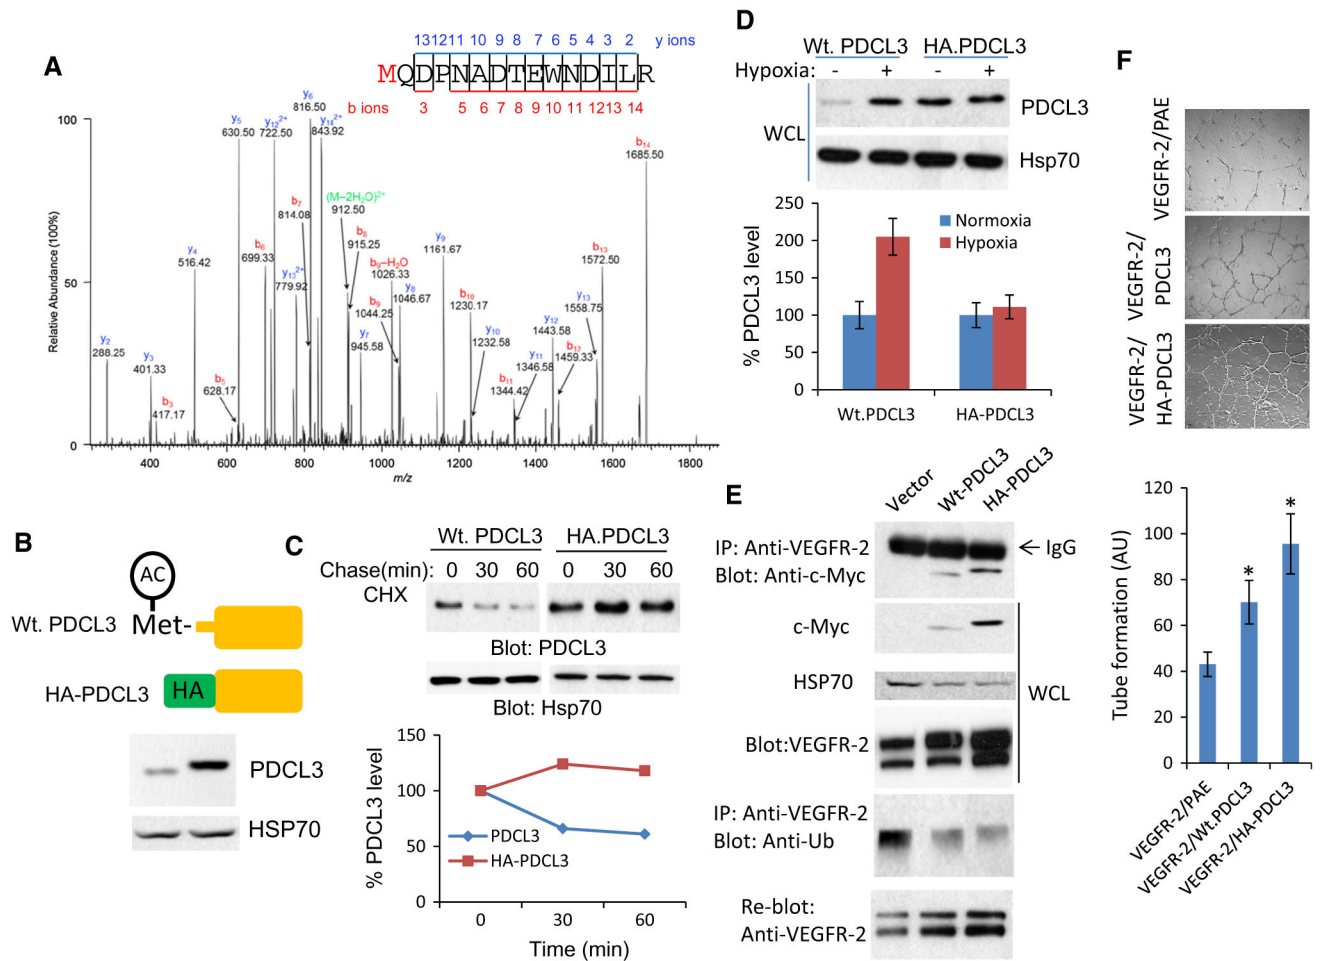 A
13 12 11 10 9 8 7 6 5 4 3 2 y ions
MQDPNADTEWNDILR
b ions 3 5 6 7 8 9 10 11 12 13 14
Relative Abundance (100%)
100
50
0
y2
288.25
y3
401.33
b3
417.17
y4
516.42
b5
628.17
y5
630.50
b6
699.33
y12 2+
722.50
y13 2+
779.92
b7
814.08
y6
816.50
y14 2+
843.92
(M–2H2O)2+
912.50
b8
915.25
y7
945.58
b9–H2O
1026.33
b9
1044.25
y8
1046.67
y9
1161.67
b10
1230.17
y10
1232.58
b11
1344.42
y11
1346.58
y12
1443.58
b12
1459.33
y13
1558.75
b13
1572.50
b14
1685.50
400 600 800 1000 1200 1400 1600 1800
m/z
B
AC
Wt. PDCL3 Met-
HA-PDCL3 HA
PDCL3
HSP70
C
Wt. PDCL3 HA.PDCL3
Chase(min): 0 30 60 0 30 60
CHX
Blot: PDCL3
Blot: Hsp70
% PDCL3 level
150
100
50
0
PDCL3
HA-PDCL3
0 30 60
Time (min)
D
Wt. PDCL3 HA.PDCL3
Hypoxia: - + - +
WCL
PDCL3
Hsp70
% PDCL3 level
250
200
150
100
50
0
Normoxia
Hypoxia
Wt.PDCL3 HA-PDCL3
E
Vector Wt-PDCL3 HA-PDCL3
IP: Anti-VEGFR-2
Blot: Anti-c-Myc
←IgG
c-Myc
HSP70
WCL
Blot:VEGFR-2
IP: Anti-VEGFR-2
Blot: Anti-Ub
Re-blot:
Anti-VEGFR-2
F
VEGFR-2/PAE
VEGFR-2/
PDCL3
VEGFR-2/
HA-PDCL3
Tube formation (AU)
120
100
80
60
40
20
0
*
*
VEGFR-2/PAE
VEGFR-2/Wt.PDCL3
VEGFR-2/HA-PDCL3